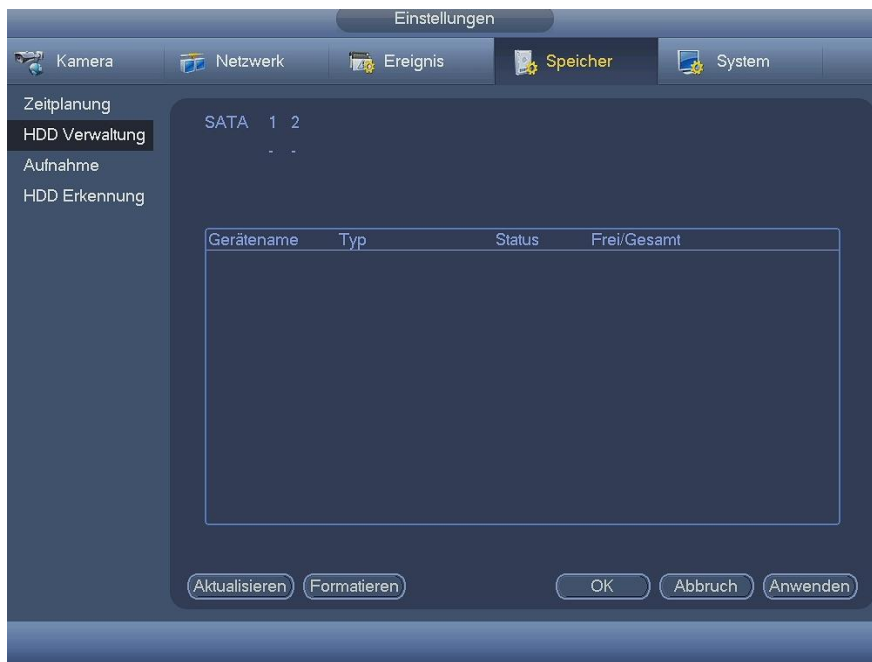 Einstellungen
Kamera Netzwerk Ereignis Speicher System
Zeitplanung
HDD Verwaltung
Aufnahme
HDD Erkennung
SATA 1 2
- -
Gerätename Typ Status Frei/Gesamt
Aktualisieren Formatieren OK Abbruch Anwenden